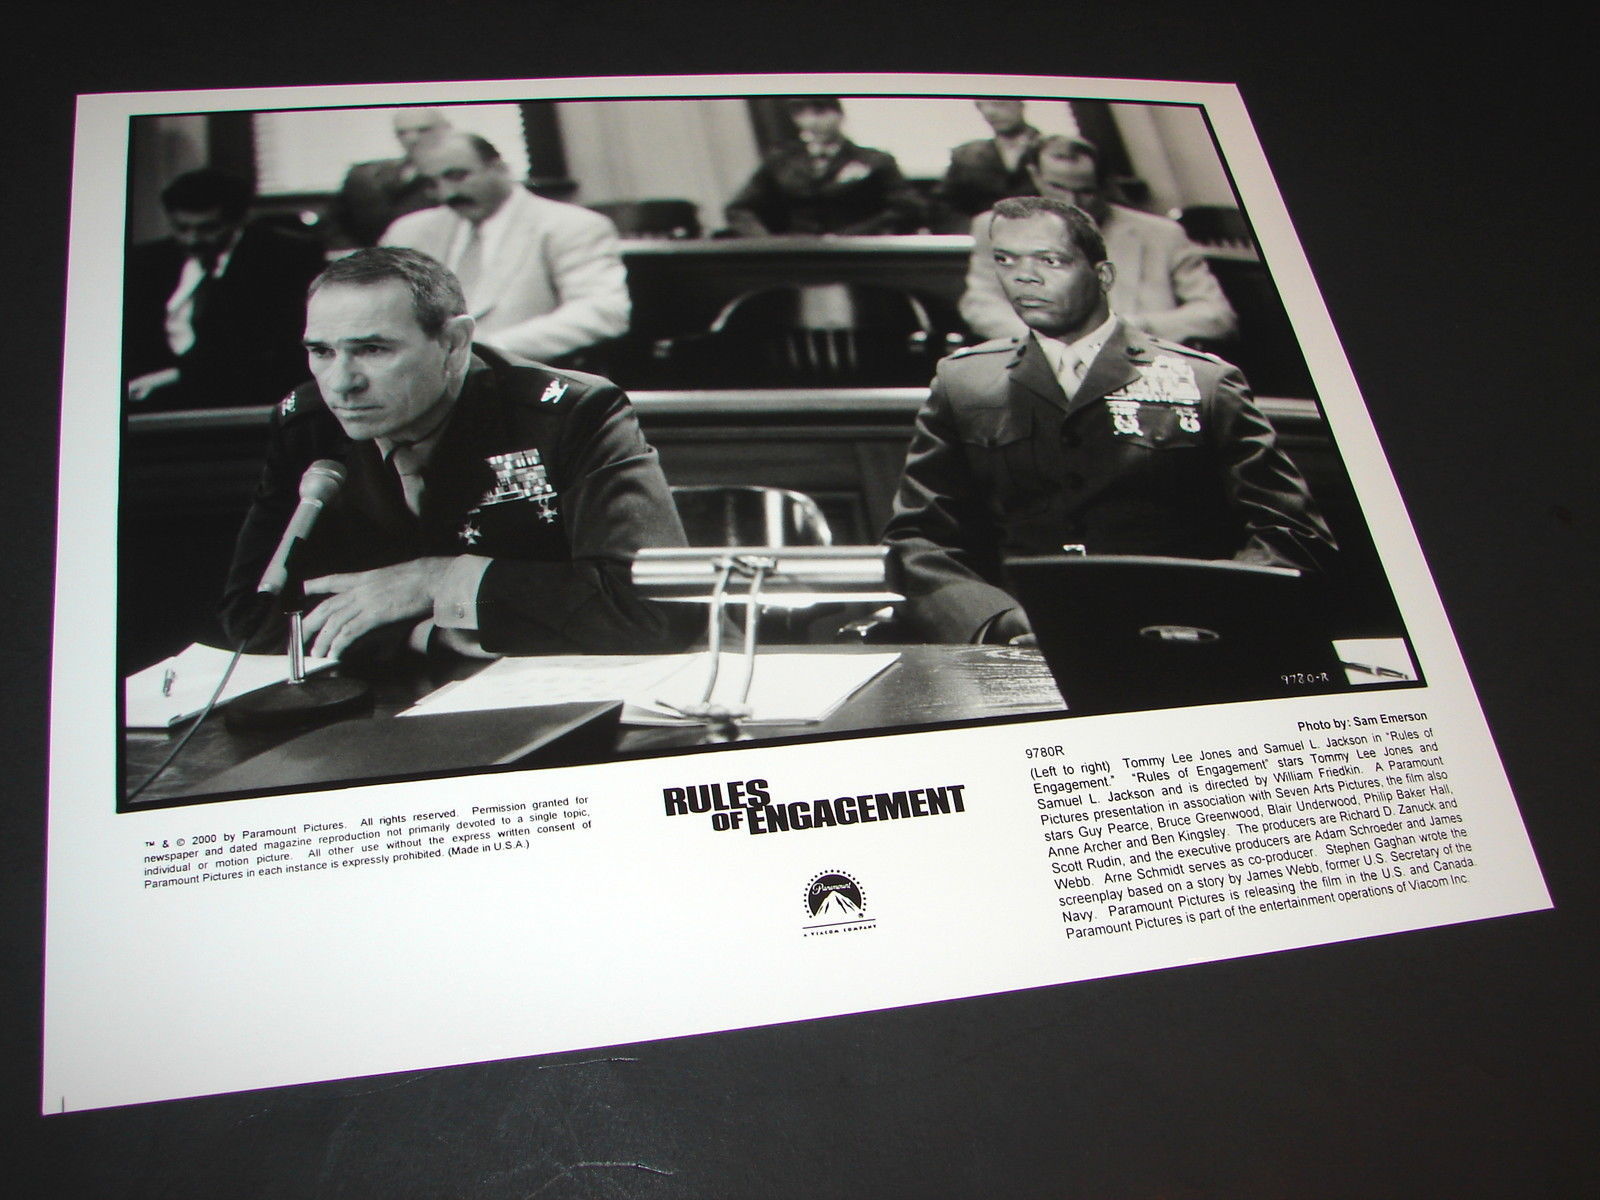 9780-R
Photo by: Sam Emerson
9780R
(Left to right) Tommy Lee Jones and Samuel L. Jackson in "Rules of
Engagement." "Rules of Engagement" stars Tommy Lee Jones and
Samuel L. Jackson and is directed by William Friedkin. A Paramount
Pictures presentation in association with Seven Arts Pictures, the film also
stars Guy Pearce, Bruce Greenwood, Blair Underwood, Philip Baker Hall,
Anne Archer and Ben Kingsley. The producers are Richard D. Zanuck and
Scott Rudin, and the executive producers are Adam Schroeder and James
Webb. Arne Schmidt serves as co-producer. Stephen Gaghan wrote the
screenplay based on a story by James Webb, former U.S. Secretary of the
Navy. Paramount Pictures is releasing the film in the U.S. and Canada.
Paramount Pictures is part of the entertainment operations of Viacom Inc.
RULES
OF ENGAGEMENT
Paramount
A VIACOM COMPANY
™ & © 2000 by Paramount Pictures. All rights reserved. Permission granted for
newspaper and dated magazine reproduction not primarily devoted to a single topic,
individual or motion picture. All other use without the express written consent of
Paramount Pictures in each instance is expressly prohibited. (Made in U.S.A.)